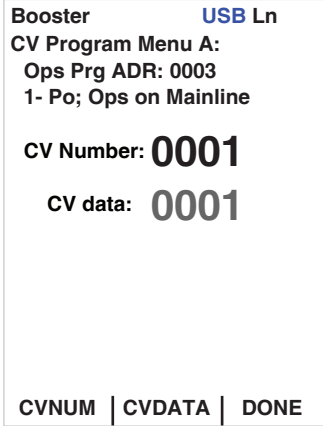 Booster USB Ln
CV Program Menu A:
Ops Prg ADR: 0003
1- Po; Ops on Mainline
CV Number: 0001
CV data: 0001
CVNUM | CVDATA | DONE